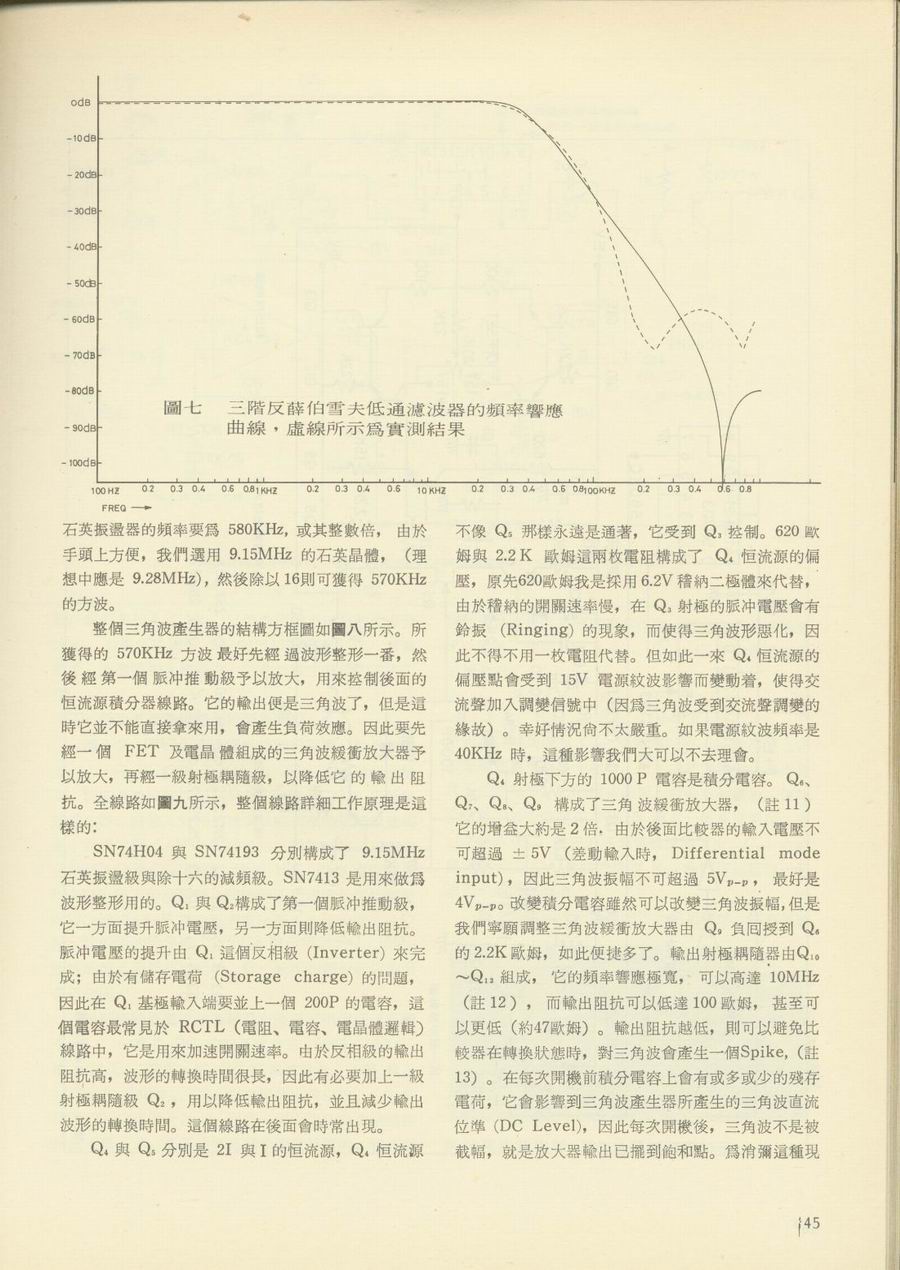 0dB
-10dB
-20dB
-30dB
-40dB
-50dB
-60dB
-70dB
-80dB
-90dB
-100dB
圖七 三階反薛伯雪夫低通濾波器的頻率響應
曲線，虛線所示爲實測結果
100HZ 0.2 0.3 0.4 0.6 0.8 1KHZ 0.2 0.3 0.4 0.6 10KHZ 0.2 0.3 0.4 0.6 0.8 100KHZ 0.2 0.3 0.4 0.6 0.8
FREQ →
石英振盪器的頻率要爲 580KHz, 或其整數倍， 由於
手頭上方便，我們選用 9.15MHz 的石英晶體，（理
想中應是 9.28MHz)，然後除以16則可獲得 570KHz
的方波。
整個三角波產生器的結構方框圖如圖八所示。所
獲得的 570KHz 方波最好先經過波形整形一番，然
後經第一個脈冲推動級予以放大，用來控制後面的
恒流源積分器線路。它的輸出便是三角波了，但是這
時它並不能直接拿來用，會產生負荷效應。因此要先
經一個 FET 及電晶體組成的三角波緩衝放大器予
以放大，再經一級射極耦隨級，以降低它的輸出阻
抗。全線路如圖九所示，整個線路詳細工作原理是這
樣的：
SN74H04 與 SN74193 分別構成了 9.15MHz
石英振盪級與除十六的減頻級。SN7413 是用來做爲
波形整形用的。Q₁ 與 Q₂構成了第一個脈冲推動級，
它一方面提升脈冲電壓，另一方面則降低輸出阻抗。
脈冲電壓的提升由 Q₁ 這個反相級（Inverter）來完
成；由於有儲存電荷（Storage charge）的問題，
因此在 Q₁ 基極輸入端要並上一個 200P 的電容，這
個電容最常見於 RCTL（電阻、電容、電晶體邏輯）
線路中，它是用來加速開關速率。由於反相級的輸出
阻抗高，波形的轉換時間很長，因此有必要加上一級
射極耦隨級 Q₂，用以降低輸出阻抗，並且減少輸出
波形的轉換時間。這個線路在後面會時常出現。
Q₄ 與 Q₅ 分別是 2I 與 I 的恒流源，Q₄ 恒流源
不像 Q₅ 那樣永遠是通著，它受到 Q₃ 控制。620 歐
姆與 2.2 K 歐姆這兩枚電阻構成了 Q₄ 恒流源的偏
壓，原先620歐姆我是採用 6.2V 稽納二極體來代替，
由於稽納的開關速率慢，在 Q₃ 射極的脈冲電壓會有
鈴振（Ringing）的現象，而使得三角波形惡化，因
此不得不用一枚電阻代替。但如此一來 Q₄ 恒流源的
偏壓點會受到 15V 電源紋波影響而變動着，使得交
流聲加入調變信號中（因爲三角波受到交流聲調變的
緣故）。幸好情況尙不太嚴重。如果電源紋波頻率是
40KHz 時，這種影響我們大可以不去理會。
Q₄ 射極下方的 1000 P 電容是積分電容。Q₆、
Q₇、Q₈、Q₉ 構成了三角波緩衝放大器，（註 11）
它的增益大約是 2 倍．由於後面比較器的輸入電壓不
可超過 ± 5V （差動輸入時， Differential mode
input)，因此三角波振幅不可超過 5Vp-p， 最好是
4Vp-p。改變積分電容雖然可以改變三角波振幅，但是
我們寧願調整三角波緩衝放大器由 Q₉ 負回授到 Q₆
的 2.2K 歐姆，如此便捷多了。輸出射極耦隨器由Q₁₀
～Q₁₃ 組成， 它的頻率響應極寬， 可以高達 10MHz
（註 12），而輸出阻抗可以低達 100 歐姆， 甚至可
以更低（約47歐姆）。輸出阻抗越低，則可以避免比
較器在轉換狀態時，對三角波會產生一個Spike,（註
13）。在每次開機前積分電容上會有或多或少的殘存
電荷，它會影響到三角波產生器所產生的三角波直流
位準（DC Level)，因此每次開機後，三角波不是被
截幅，就是放大器輸出已擺到飽和點。爲消彌這種現
145